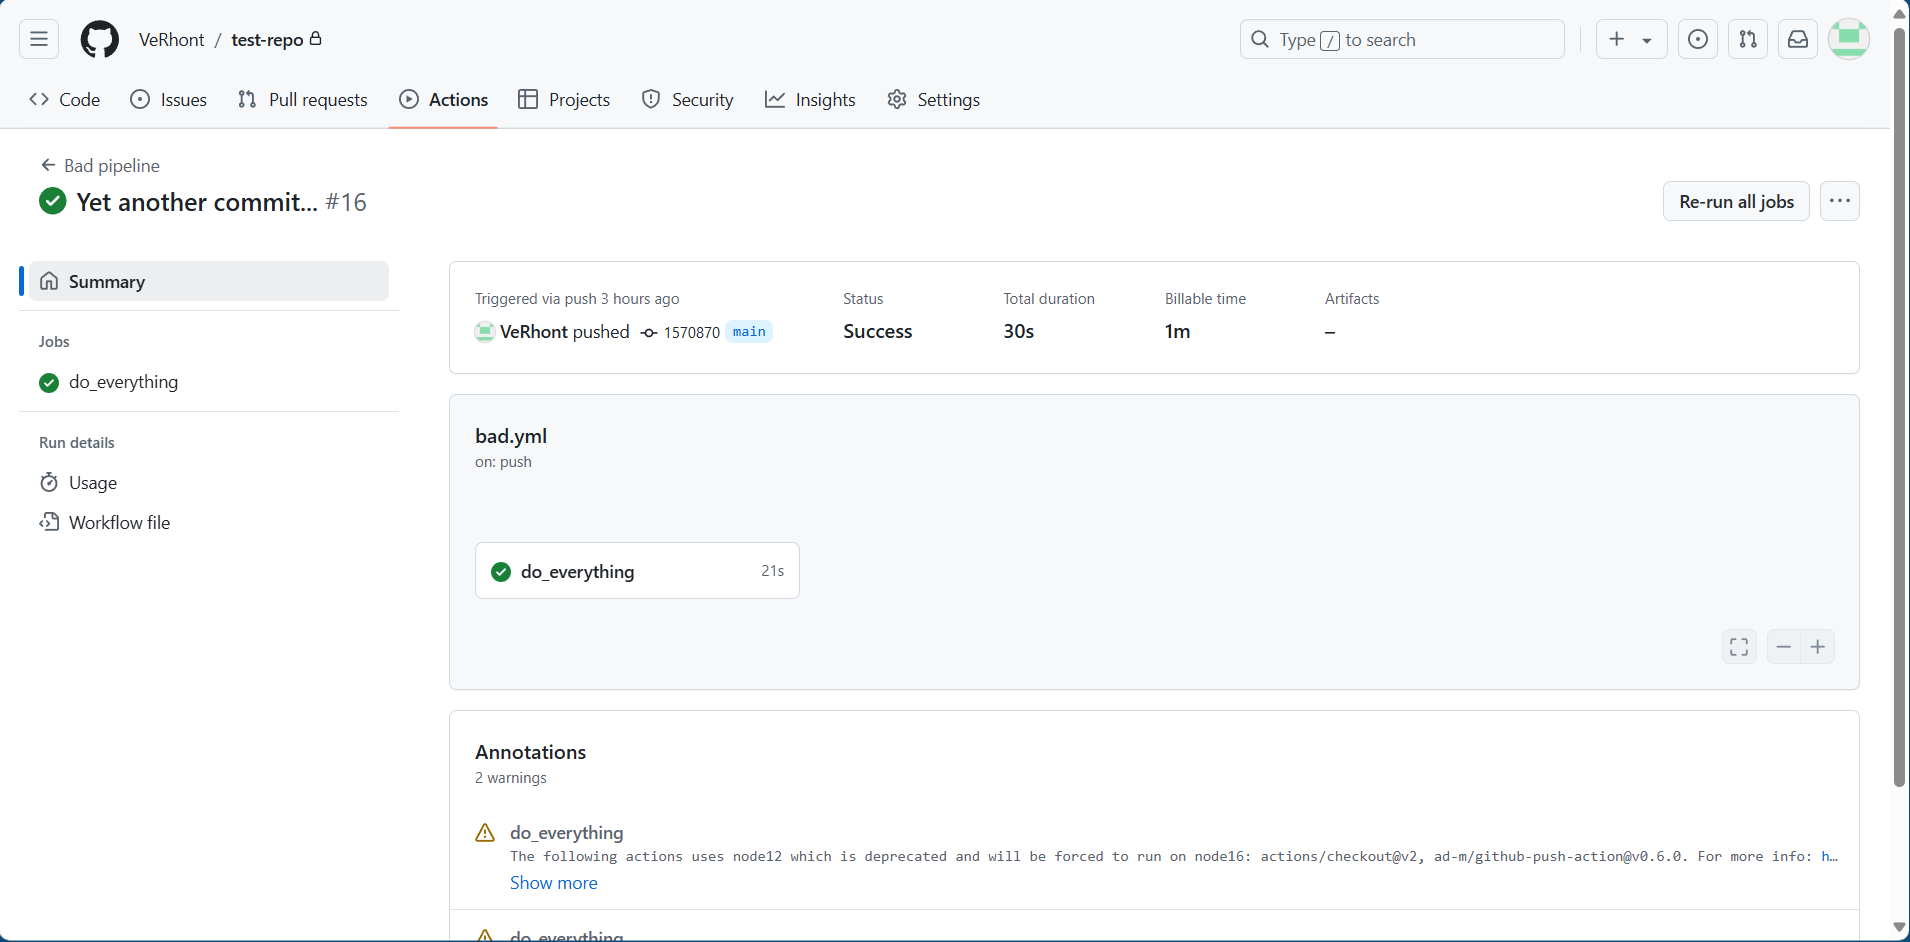 VeRhont / test-repo
Type / to search
Code
Issues
Pull requests
Actions
Projects
Security
Insights
Settings
Bad pipeline
Yet another commit... #16
Re-run all jobs
Summary
Jobs
do_everything
Run details
Usage
Workflow file
Triggered via push 3 hours ago
VeRhont pushed 1570870 main
Status
Success
Total duration
30s
Billable time
1m
Artifacts
–
bad.yml
on: push
do_everything 21s
Annotations
2 warnings
do_everything
The following actions uses node12 which is deprecated and will be forced to run on node16: actions/checkout@v2, ad-m/github-push-action@v0.6.0. For more info: h…
Show more
do_everything